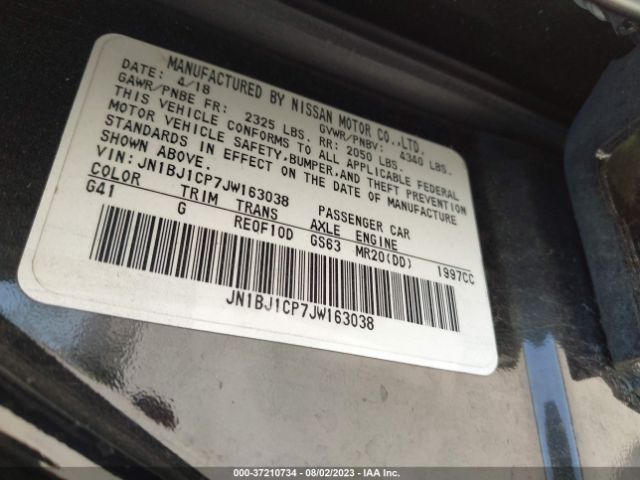 MANUFACTURED BY NISSAN MOTOR CO.,LTD.
DATE: 4/18 GVWR/PNBV: 4340 LBS.
GAWR/PNBE FR: 2325 LBS. RR: 2050 LBS.
THIS VEHICLE CONFORMS TO ALL APPLICABLE FEDERAL
MOTOR VEHICLE SAFETY,BUMPER,AND THEFT PREVENTION
STANDARDS IN EFFECT ON THE DATE OF MANUFACTURE
SHOWN ABOVE.
VIN: JN1BJ1CP7JW163038 PASSENGER CAR
COLOR TRIM TRANS AXLE ENGINE
G41 G RE0F10D GS63 MR20(DD) 1997CC
JN1BJ1CP7JW163038
000-37210734 - 08/02/2023 - IAA Inc.